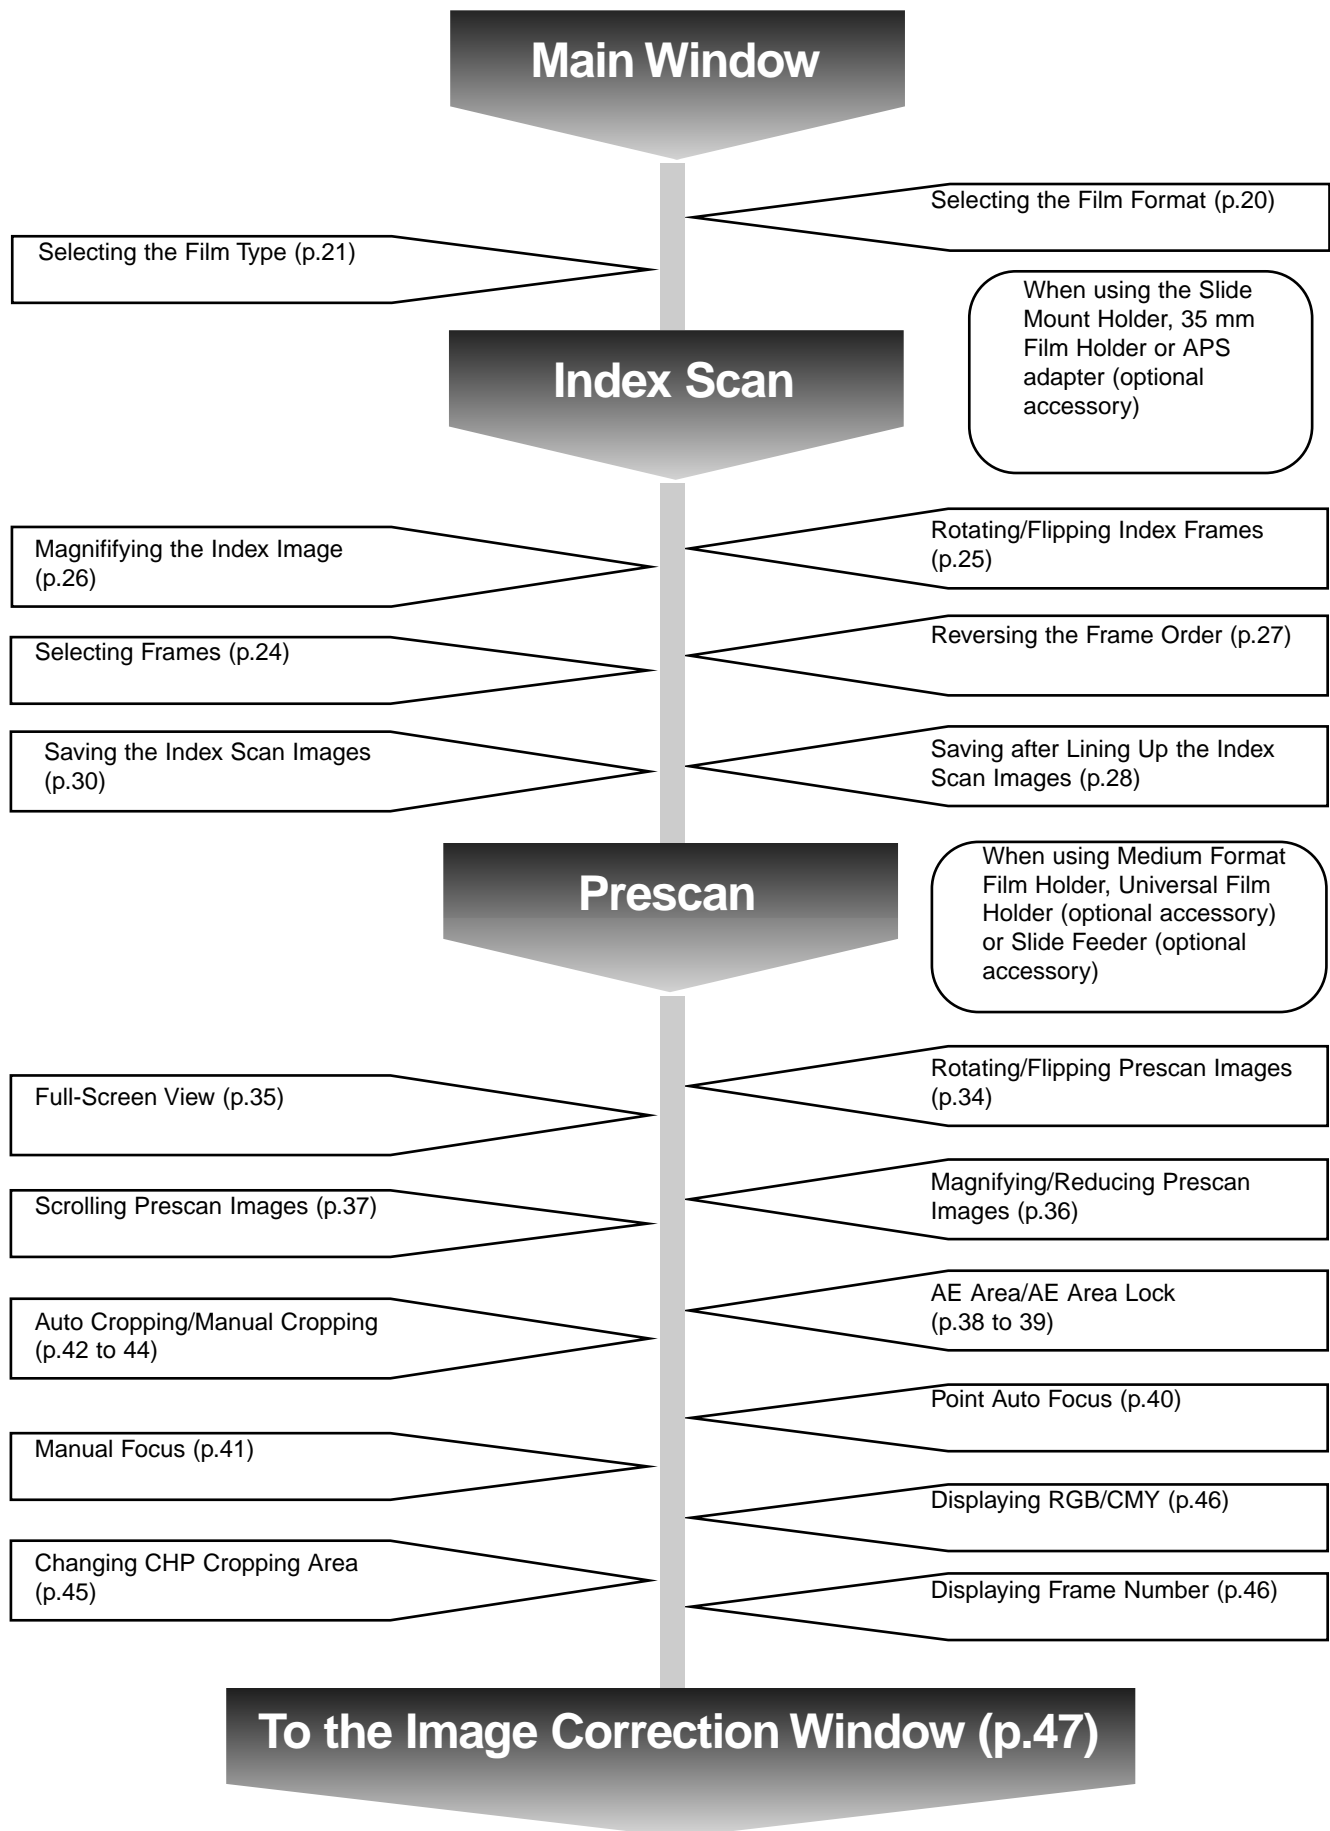 Main Window
Selecting the Film Format (p.20)
Selecting the Film Type (p.21)
When using the Slide
Mount Holder, 35 mm
Film Holder or APS
adapter (optional
accessory)
Index Scan
Rotating/Flipping Index Frames
(p.25)
Magnififying the Index Image
(p.26)
Reversing the Frame Order (p.27)
Selecting Frames (p.24)
Saving after Lining Up the Index
Scan Images (p.28)
Saving the Index Scan Images
(p.30)
Prescan
When using Medium Format
Film Holder, Universal Film
Holder (optional accessory)
or Slide Feeder (optional
accessory)
Rotating/Flipping Prescan Images
(p.34)
Full-Screen View (p.35)
Magnifying/Reducing Prescan
Images (p.36)
Scrolling Prescan Images (p.37)
AE Area/AE Area Lock
(p.38 to 39)
Auto Cropping/Manual Cropping
(p.42 to 44)
Point Auto Focus (p.40)
Manual Focus (p.41)
Displaying RGB/CMY (p.46)
Changing CHP Cropping Area
(p.45)
Displaying Frame Number (p.46)
To the Image Correction Window (p.47)